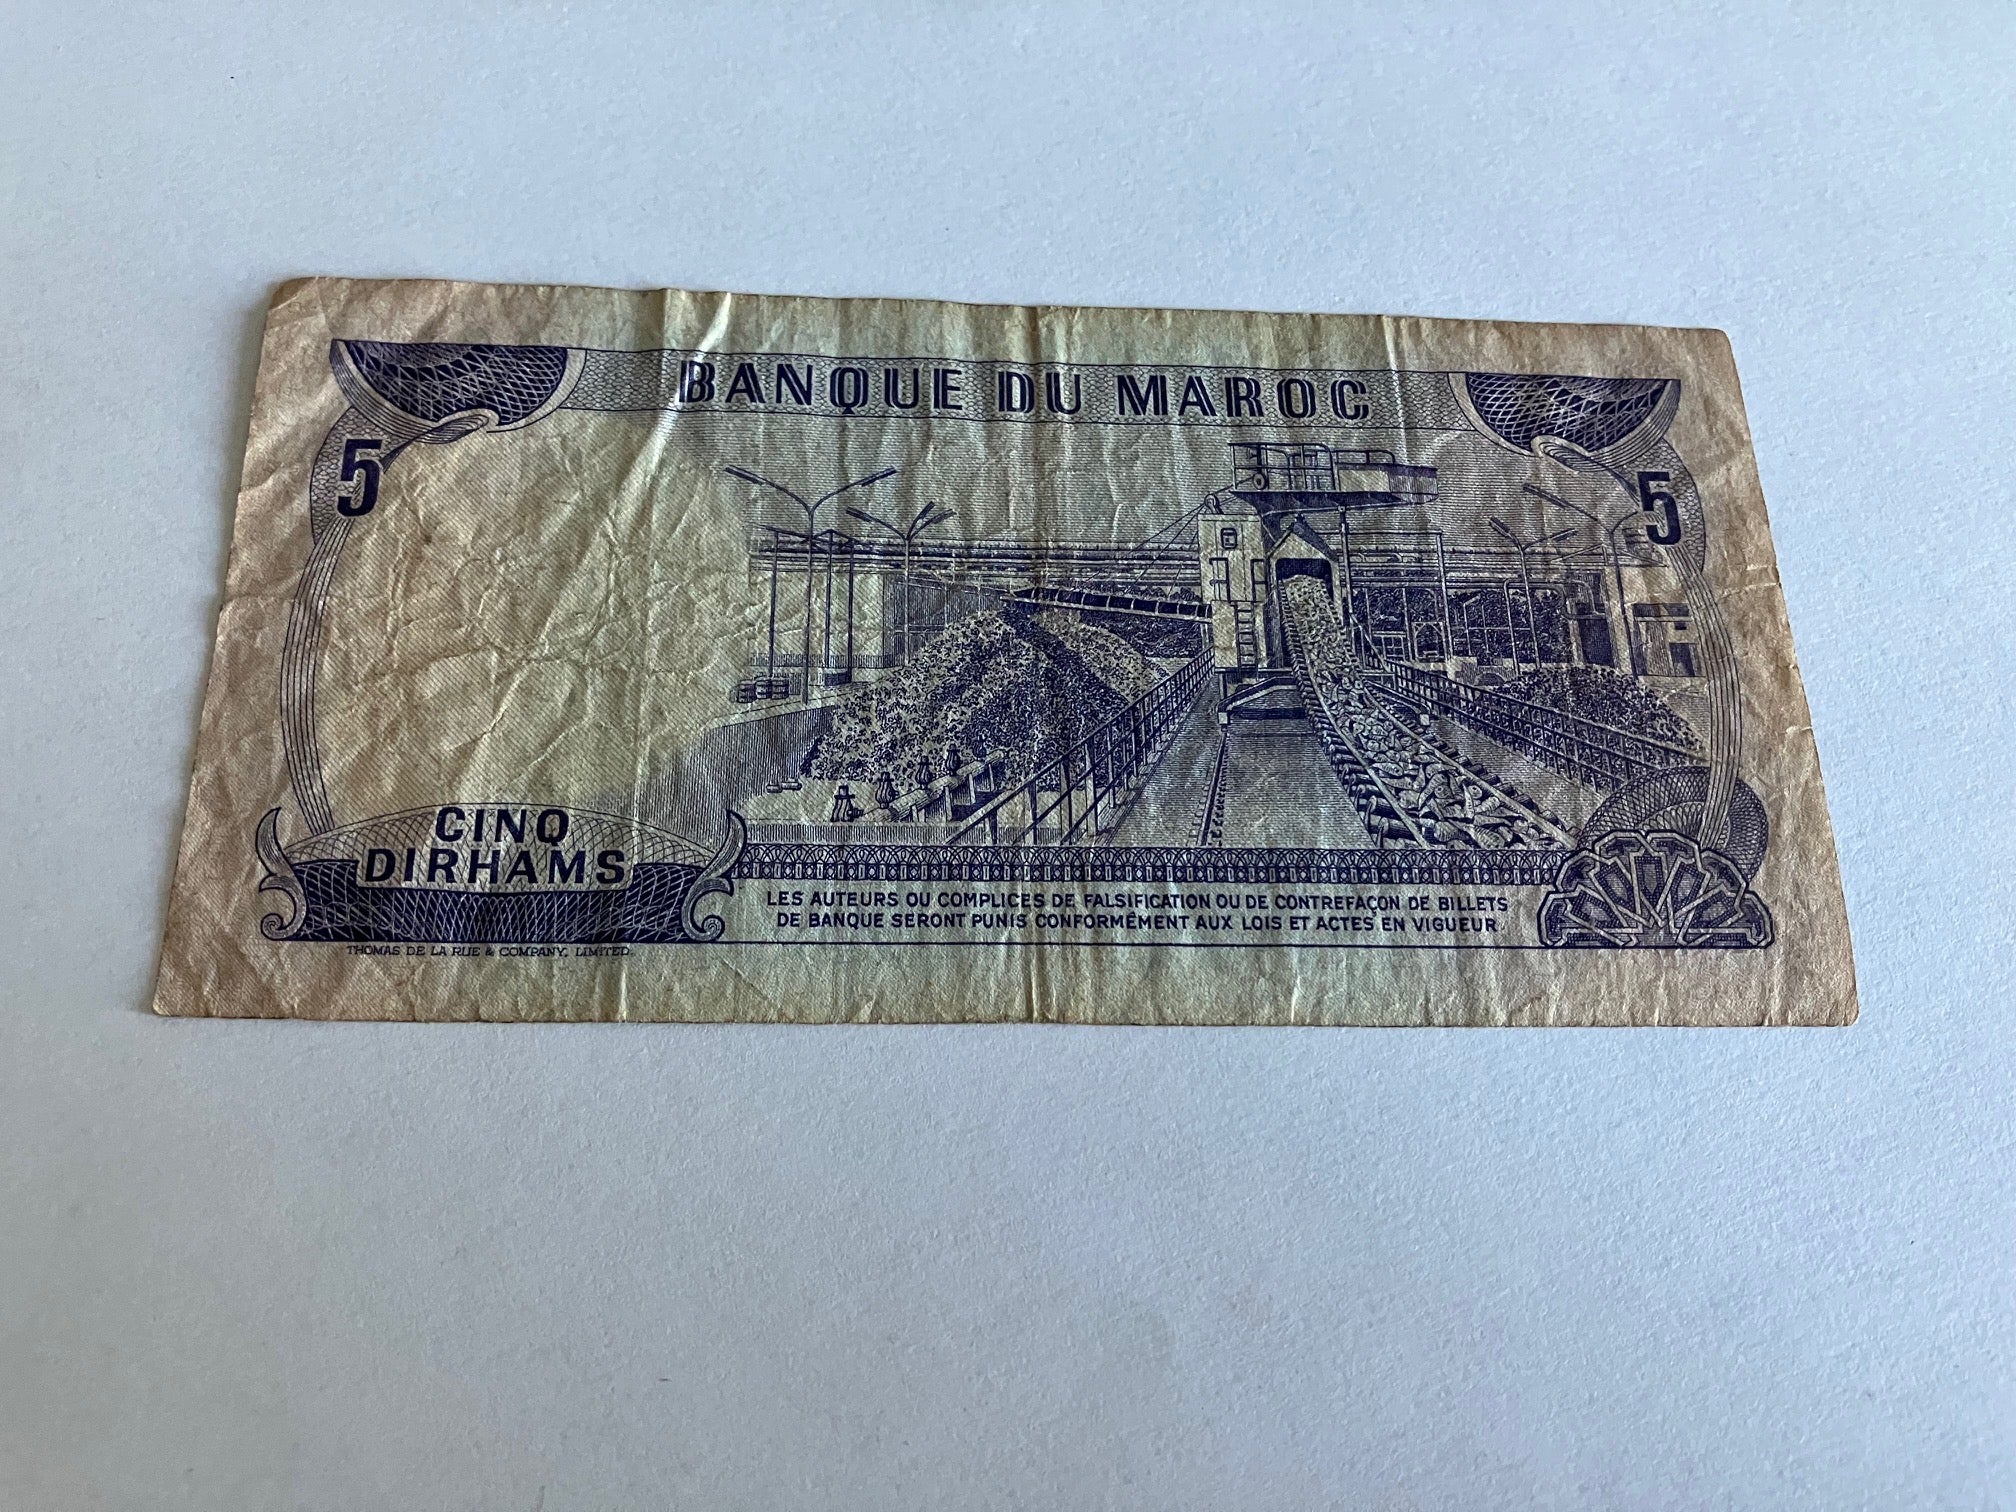 BANQUE DU MAROC
5
5
CINQ
DIRHAMS
LES AUTEURS OU COMPLICES DE FALSIFICATION OU DE CONTREFAÇON DE BILLETS
DE BANQUE SERONT PUNIS CONFORMÉMENT AUX LOIS ET ACTES EN VIGUEUR
THOMAS DE LA RUE & COMPANY, LIMITED.